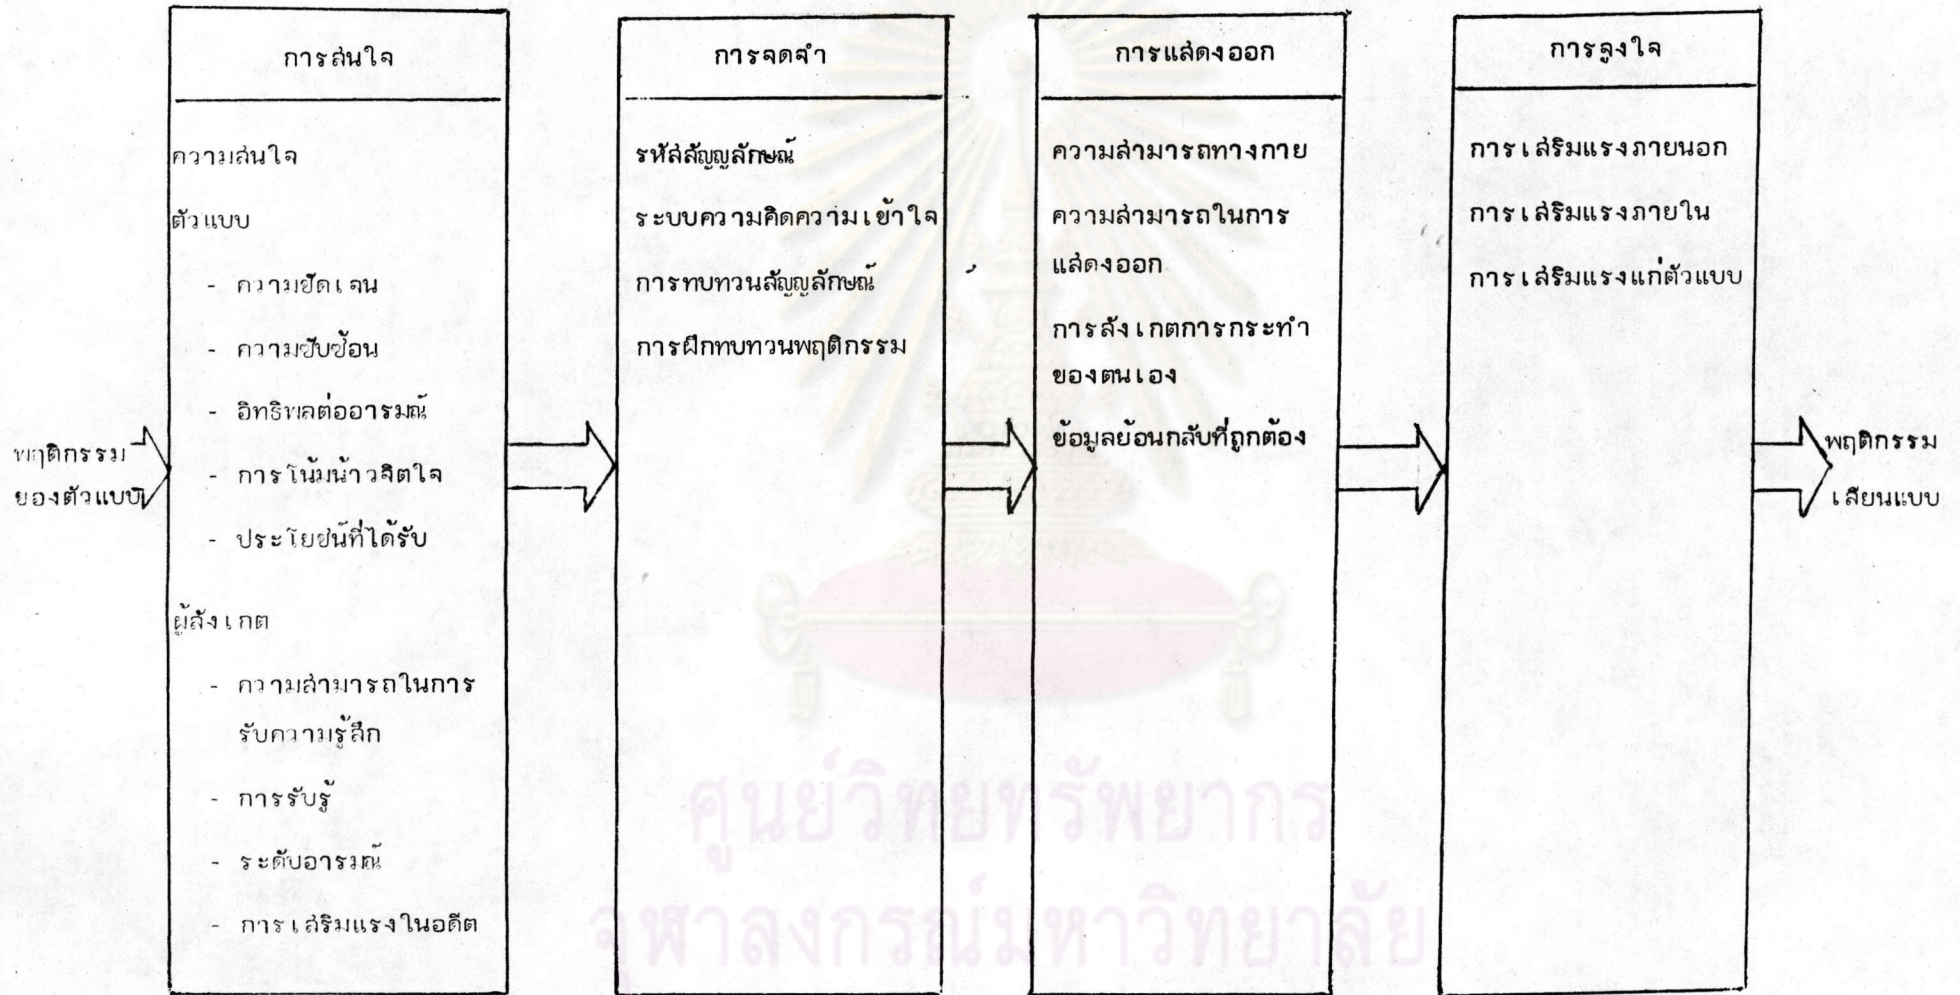 พฤติกรรม
ของตัวแบบ
การสนใจ
ความสนใจ
ตัวแบบ
- ความชัดเจน
- ความซับซ้อน
- อิทธิพลต่ออารมณ์
- การโน้มน้าวจิตใจ
- ประโยชน์ที่ได้รับ
ผู้สังเกต
- ความสามารถในการ
รับความรู้สึก
- การรับรู้
- ระดับอารมณ์
- การเสริมแรงในอดีต
การจดจำ
รหัสสัญญลักษณ์
ระบบความคิดความเข้าใจ
การทบทวนสัญญลักษณ์
การฝึกทบทวนพฤติกรรม
การแสดงออก
ความสามารถทางกาย
ความสามารถในการ
แสดงออก
การสังเกตการกระทำ
ของตนเอง
ข้อมูลย้อนกลับที่ถูกต้อง
การจูงใจ
การเสริมแรงภายนอก
การเสริมแรงภายใน
การเสริมแรงแก่ตัวแบบ
พฤติกรรม
เลียนแบบ
ศูนย์วิทยทรัพยากร
จุฬาลงกรณ์มหาวิทยาลัย